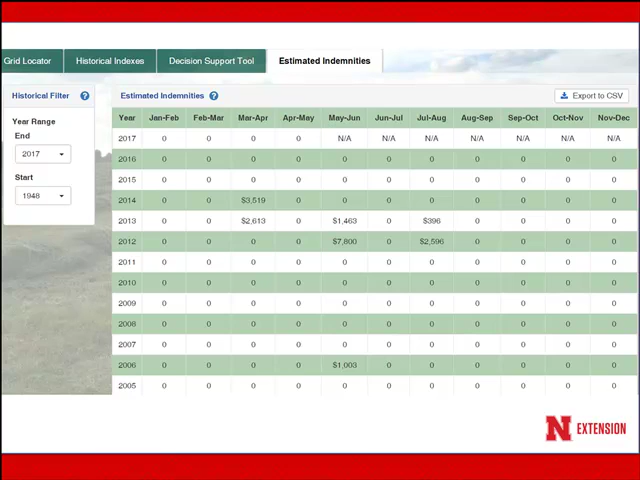 Grid Locator Historical Indexes Decision Support Tool Estimated Indemnities
Historical Filter ? Estimated Indemnities ? Export to CSV
Year Range
End
2017
Start
1948
Year Jan-Feb Feb-Mar Mar-Apr Apr-May May-Jun Jun-Jul Jul-Aug Aug-Sep Sep-Oct Oct-Nov Nov-Dec
2017 0 0 0 0 N/A N/A N/A N/A N/A N/A N/A
2016 0 0 0 0 0 0 0 0 0 0 0
2015 0 0 0 0 0 0 0 0 0 0 0
2014 0 0 $3,519 0 0 0 0 0 0 0 0
2013 0 0 $2,613 0 $1,463 0 $396 0 0 0 0
2012 0 0 0 0 $7,800 0 $2,596 0 0 0 0
2011 0 0 0 0 0 0 0 0 0 0 0
2010 0 0 0 0 0 0 0 0 0 0 0
2009 0 0 0 0 0 0 0 0 0 0 0
2008 0 0 0 0 0 0 0 0 0 0 0
2007 0 0 0 0 0 0 0 0 0 0 0
2006 0 0 0 0 $1,003 0 0 0 0 0 0
2005 0 0 0 0 0 0 0 0 0 0 0
N EXTENSION